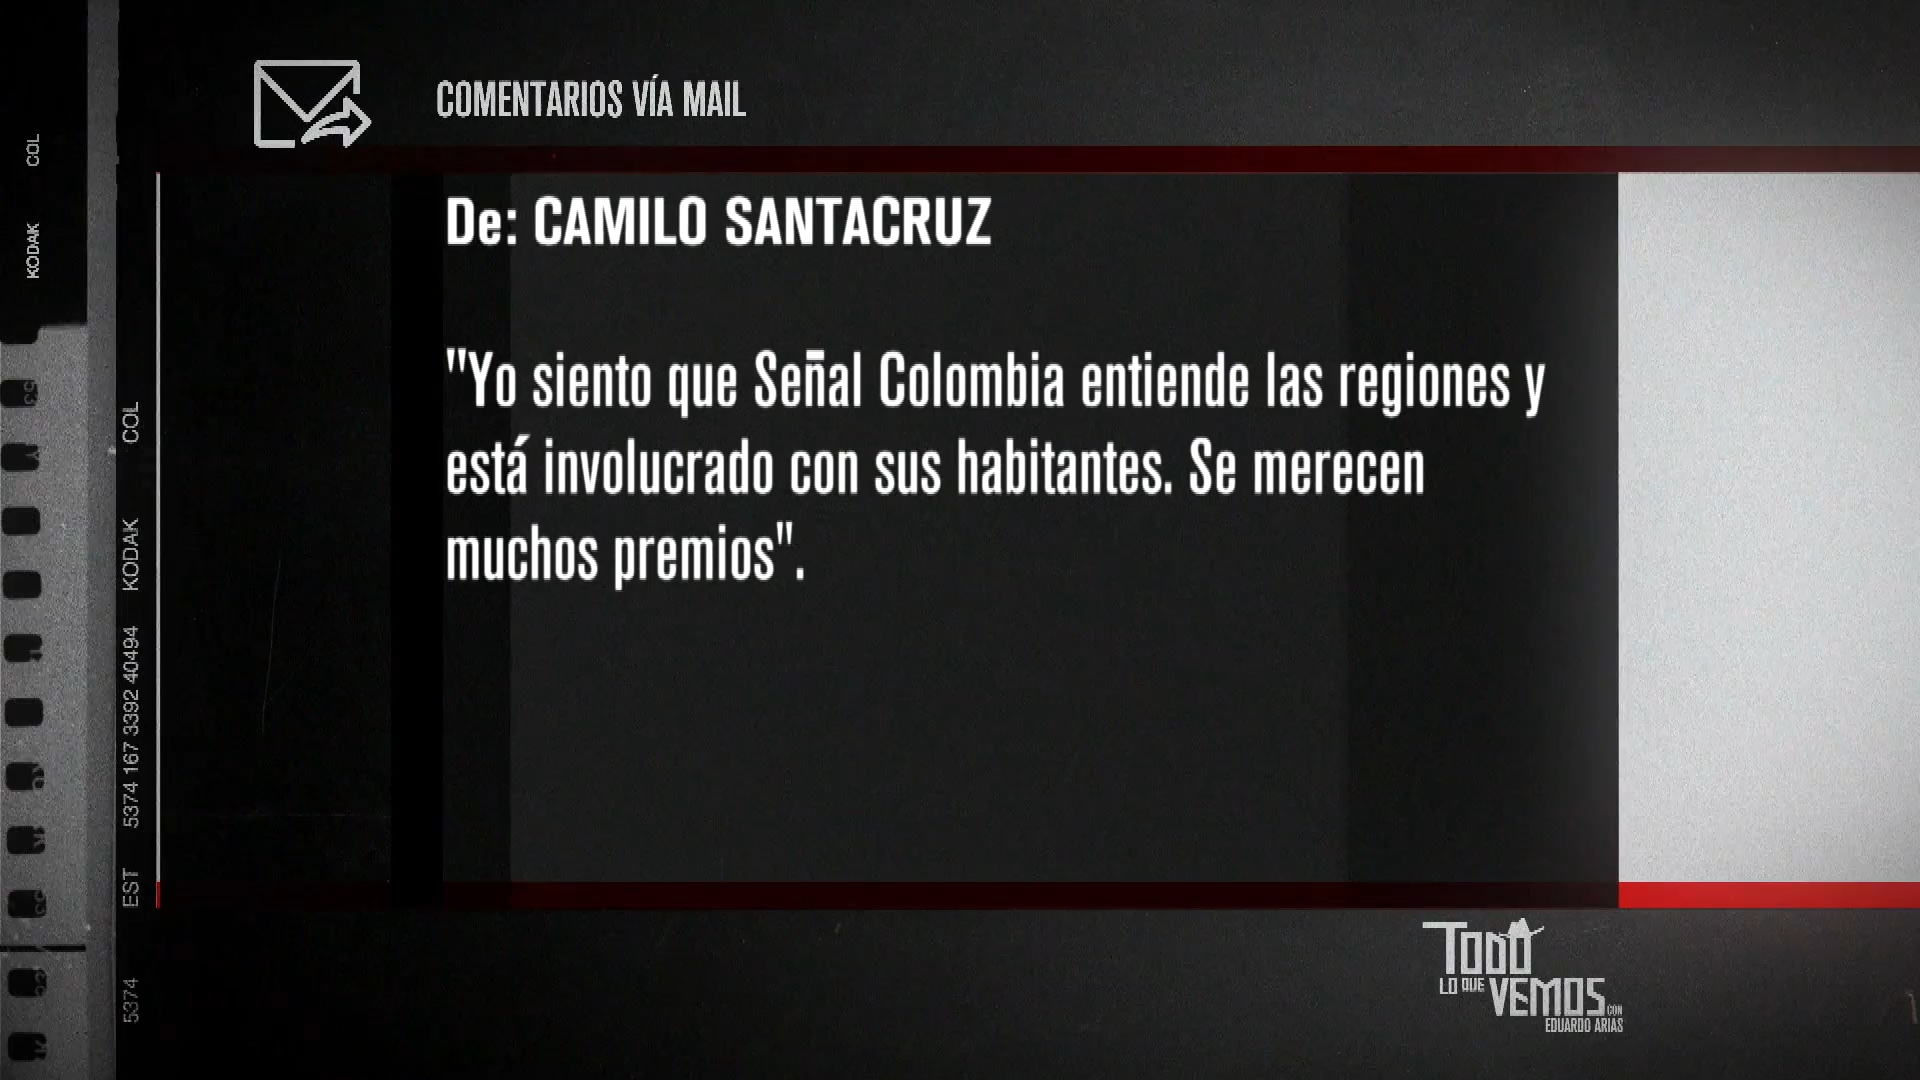 COMENTARIOS VÍA MAIL
De: CAMILO SANTACRUZ
"Yo siento que Señal Colombia entiende las regiones y
está involucrado con sus habitantes. Se merecen
muchos premios".
COL
KODAK
COL
KODAK
5374 167 3392 40494
EST
5374
TODO
LO QUE
VEMOS CON
EDUARDO ARIAS